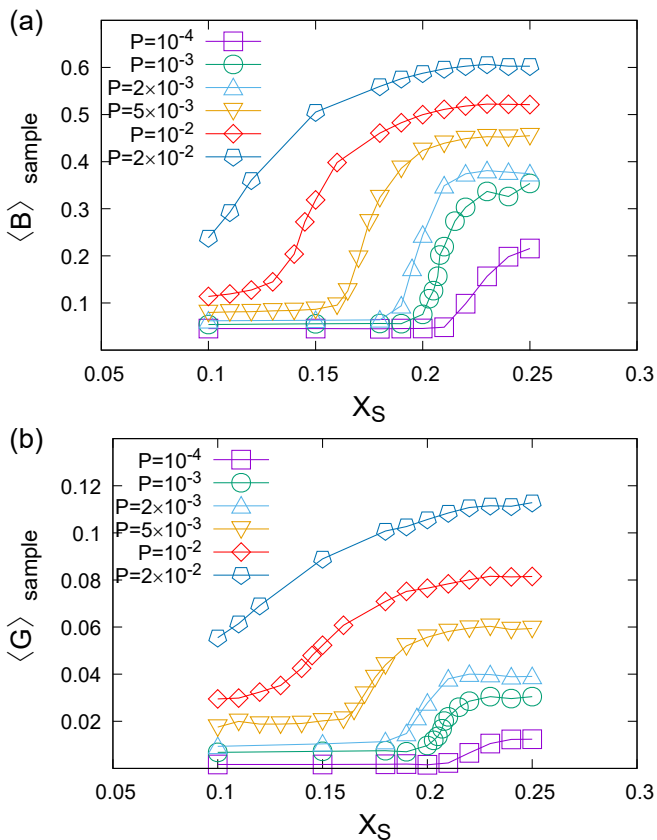 (a)
P=10⁻⁴
P=10⁻³
P=2×10⁻³
P=5×10⁻³
P=10⁻²
P=2×10⁻²
0.6
0.5
0.4
0.3
0.2
0.1
⟨B⟩ sample
0.05 0.1 0.15 0.2 0.25 0.3
X_S
(b)
P=10⁻⁴
P=10⁻³
P=2×10⁻³
P=5×10⁻³
P=10⁻²
P=2×10⁻²
0.12
0.1
0.08
0.06
0.04
0.02
⟨G⟩ sample
0.05 0.1 0.15 0.2 0.25 0.3
X_S